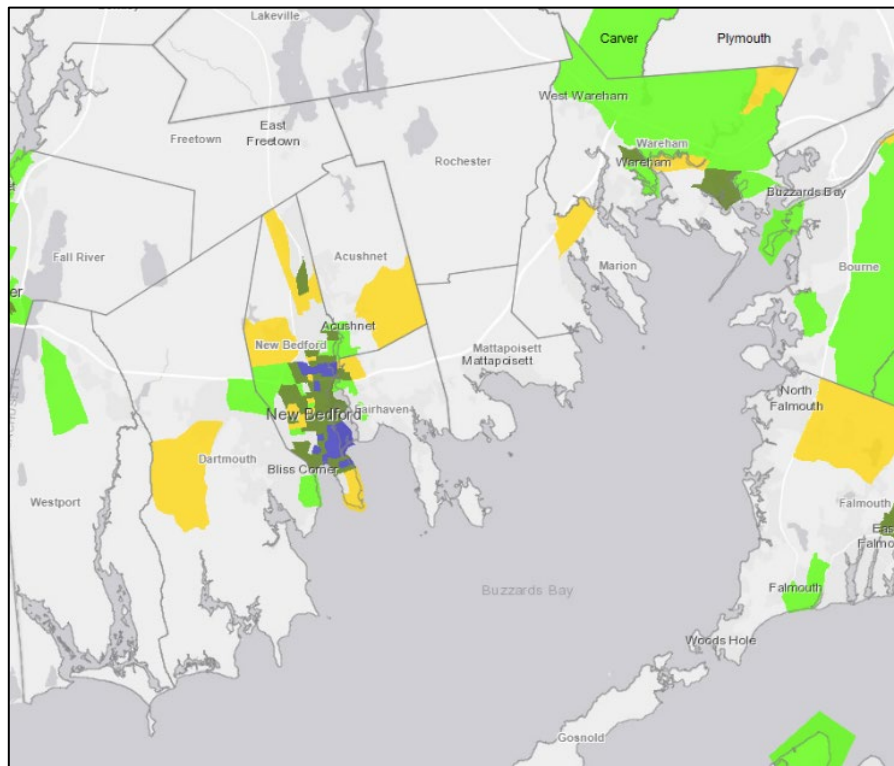 Lakeville
Carver
Plymouth
West Wareham
Freetown
East
Freetown
Rochester
Wareham
Wareham
Buzzards Bay
Acushnet
Fall River
Marion
Bourne
Acushnet
New Bedford
Mattapoisett
Mattapoisett
North
Falmouth
New Bedford
Fairhaven
Dartmouth
Bliss Corner
Westport
Falmouth
Buzzards Bay
Falmouth
Woods Hole
Gosnold